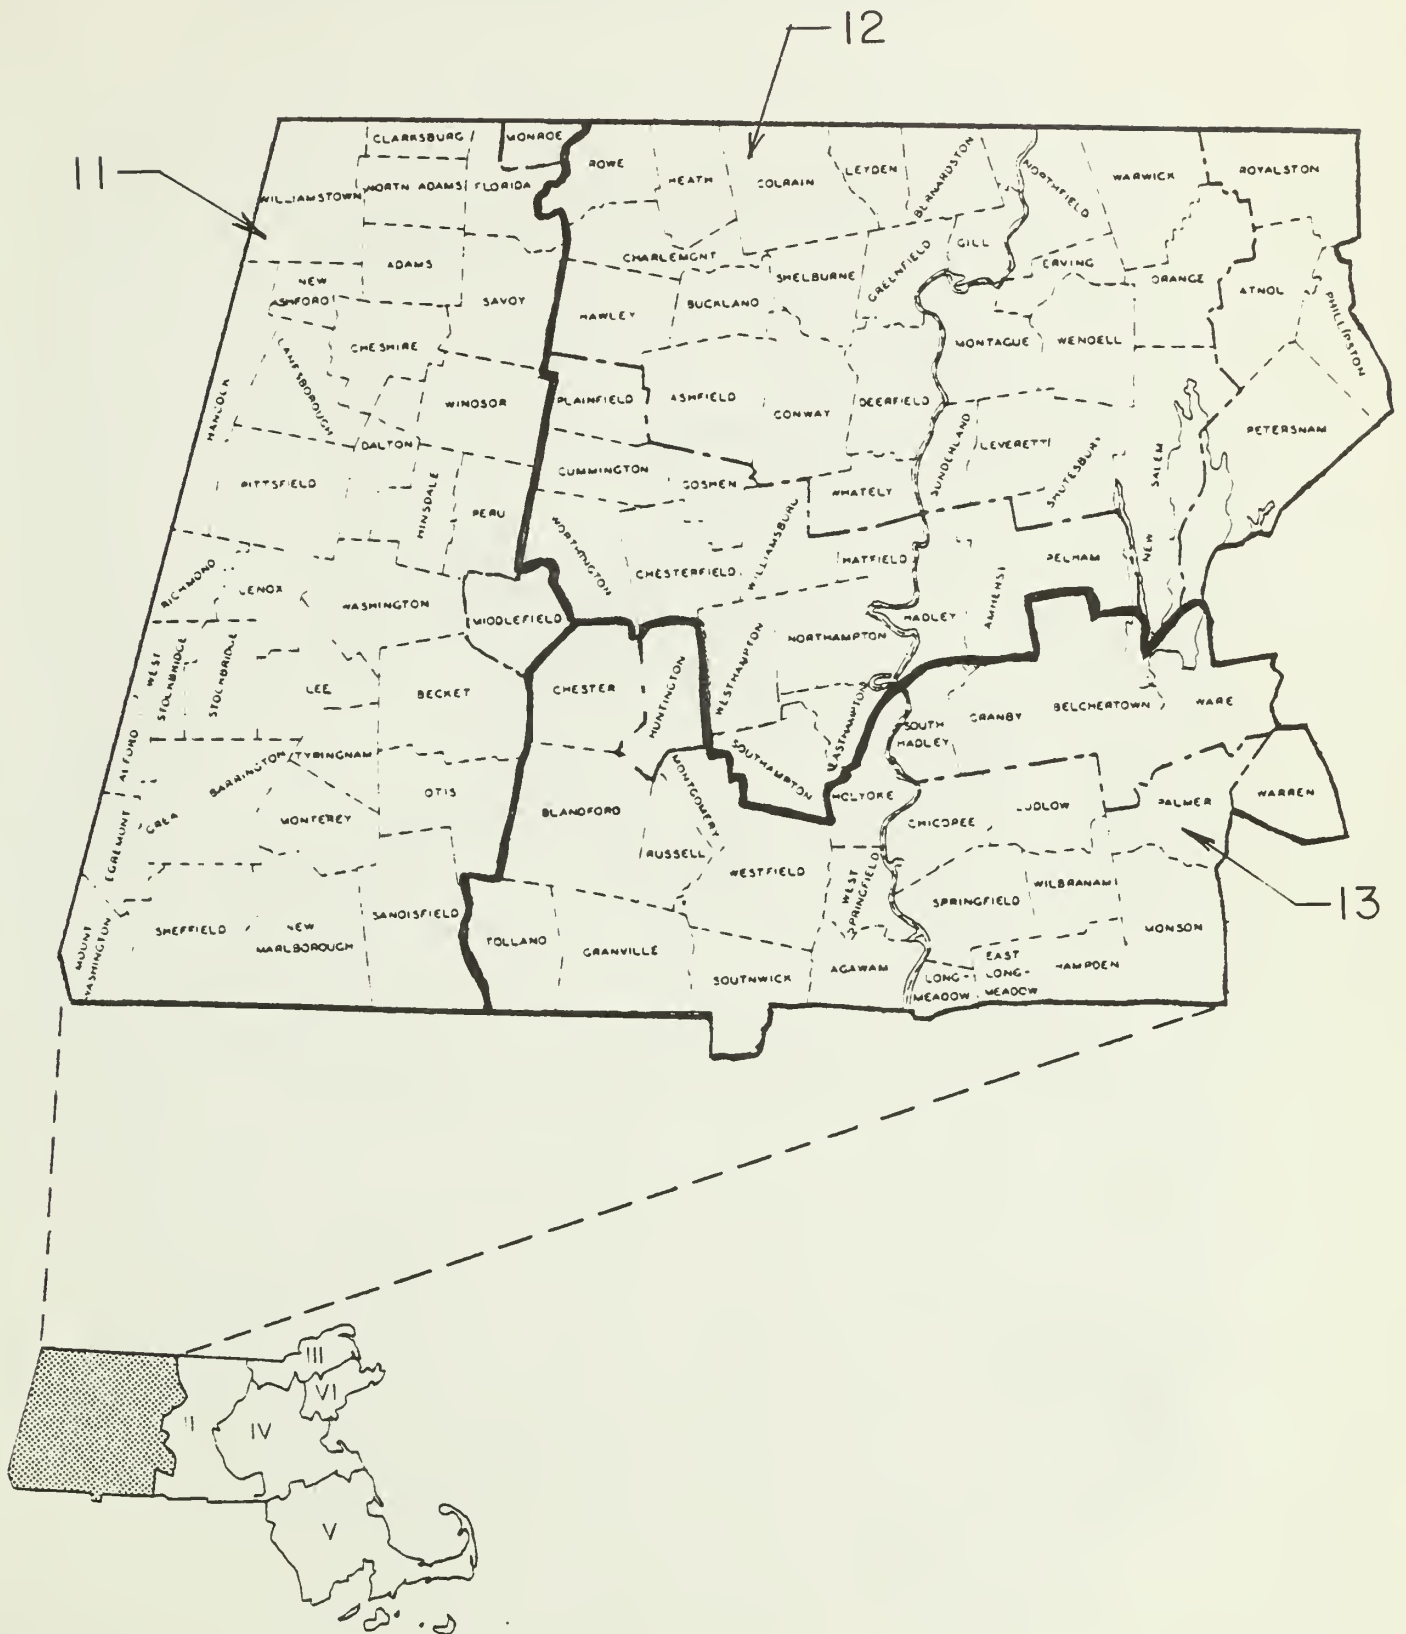 12
11
CLARKSBURG
MONROE
ROWE
HEATH
COLRAIN
LEYDEN
BERNARDSTON
NORTHFIELD
WARWICK
ROYALSTON
WILLIAMSTOWN
NORTH ADAMS
FLORIDA
CHARLEMONT
SHELBURNE
GREENFIELD
GILL
ERVING
ORANGE
ATHOL
PHILLIPSTON
ADAMS
NEW
ASHFORD
SAVOY
HAWLEY
BUCKLAND
MONTAGUE
WENDELL
CHESHIRE
LANESBOROUGH
HANCOCK
WINDSOR
PLAINFIELD
ASHFIELD
CONWAY
DEERFIELD
SUNDERLAND
LEVERETT
SHUTESBURY
NEW
SALEM
PETERSHAM
DALTON
PITTSFIELD
HINSDALE
PERU
CUMMINGTON
GOSHEN
WHATELY
WORTHINGTON
CHESTERFIELD
WILLIAMSBURG
HATFIELD
PELHAM
RICHMOND
LENOX
WASHINGTON
MIDDLEFIELD
NORTHAMPTON
HADLEY
AMHERST
WEST
STOCKBRIDGE
STOCKBRIDGE
LEE
BECKET
CHESTER
HUNTINGTON
WESTHAMPTON
EASTHAMPTON
SOUTHAMPTON
SOUTH
HADLEY
GRANBY
BELCHERTOWN
WARE
ALFORD
GREA
BARRINGTON
TYRINGHAM
OTIS
MONTEREY
EGREMONT
BLANDFORD
MONTGOMERY
RUSSELL
HOLYOKE
CHICOPEE
LUDLOW
PALMER
WARREN
WESTFIELD
WEST
SPRINGFIELD
SPRINGFIELD
WILBRAHAM
13
MOUNT
WASHINGTON
SHEFFIELD
NEW
MARLBOROUGH
SANDISFIELD
TOLLAND
GRANVILLE
SOUTHWICK
AGAWAM
LONG-
MEADOW
EAST
LONG-
MEADOW
HAMPDEN
MONSON
III
VI
II
IV
V